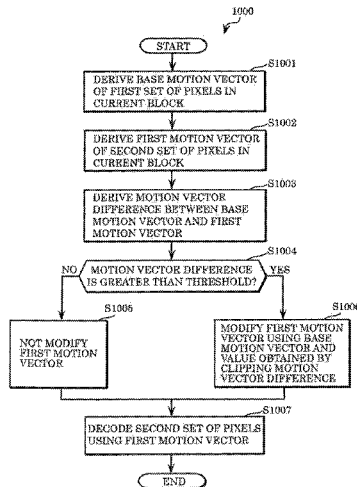 1000
START
S1001
DERIVE BASE MOTION VECTOR
OF FIRST SET OF PIXELS IN
CURRENT BLOCK
S1002
DERIVE FIRST MOTION VECTOR
OF SECOND SET OF PIXELS IN
CURRENT BLOCK
S1003
DERIVE MOTION VECTOR
DIFFERENCE BETWEEN BASE
MOTION VECTOR AND FIRST
MOTION VECTOR
S1004
NO
MOTION VECTOR DIFFERENCE
IS GREATER THAN THRESHOLD?
YES
S1005
NOT MODIFY
FIRST MOTION
VECTOR
S1006
MODIFY FIRST MOTION
VECTOR USING BASE
MOTION VECTOR AND
VALUE OBTAINED BY
CLIPPING MOTION
VECTOR DIFFERENCE
S1007
DECODE SECOND SET OF PIXELS
USING FIRST MOTION VECTOR
END